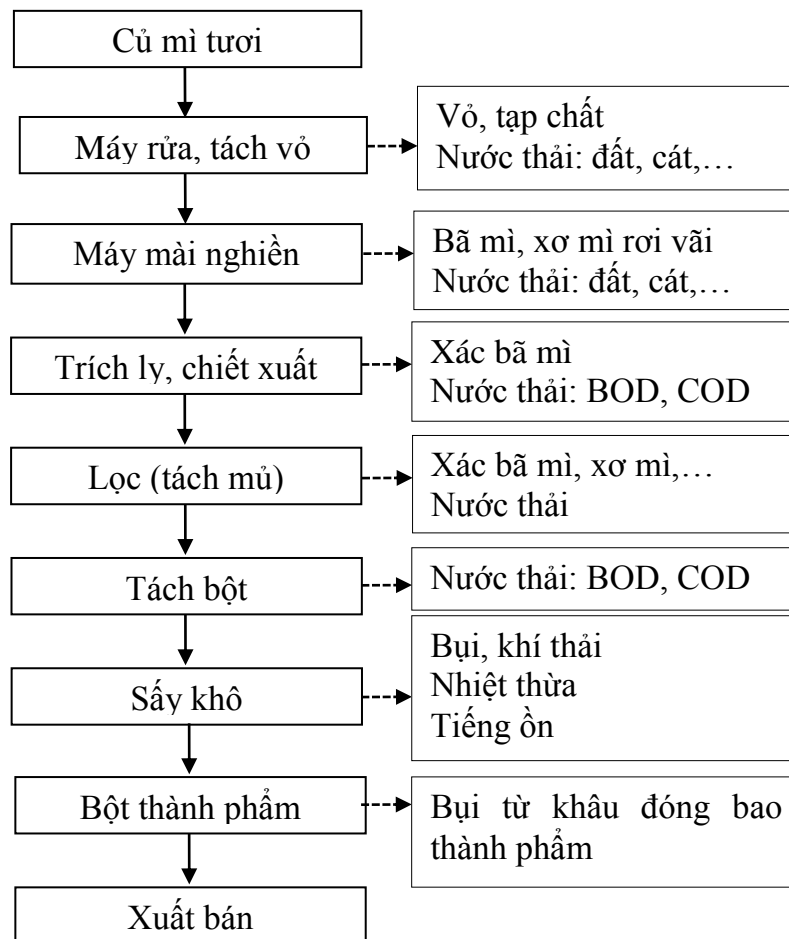 Củ mì tươi
Máy rửa, tách vỏ
Vỏ, tạp chất
Nước thải: đất, cát,…
Máy mài nghiền
Bã mì, xơ mì rơi vãi
Nước thải: đất, cát,…
Trích ly, chiết xuất
Xác bã mì
Nước thải: BOD, COD
Lọc (tách mủ)
Xác bã mì, xơ mì,…
Nước thải
Tách bột
Nước thải: BOD, COD
Sấy khô
Bụi, khí thải
Nhiệt thừa
Tiếng ồn
Bột thành phẩm
Bụi từ khâu đóng bao
thành phẩm
Xuất bán